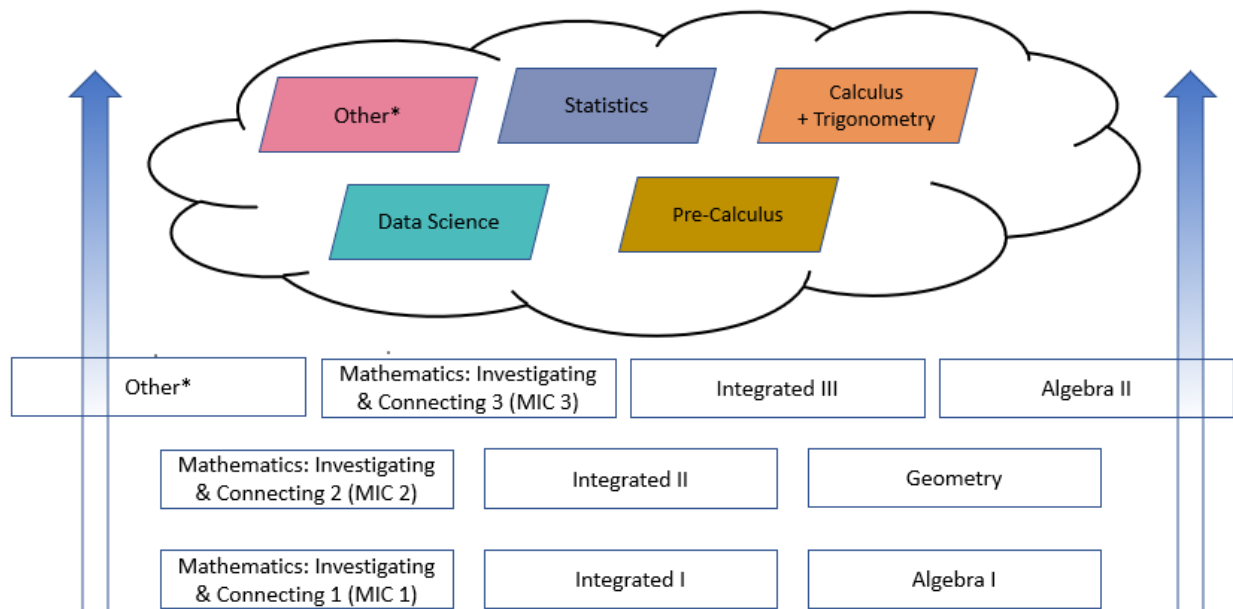 Other*
Statistics
Calculus
+ Trigonometry
Data Science
Pre-Calculus
Other*
Mathematics: Investigating
& Connecting 3 (MIC 3)
Integrated III
Algebra II
Mathematics: Investigating
& Connecting 2 (MIC 2)
Integrated II
Geometry
Mathematics: Investigating
& Connecting 1 (MIC 1)
Integrated I
Algebra I